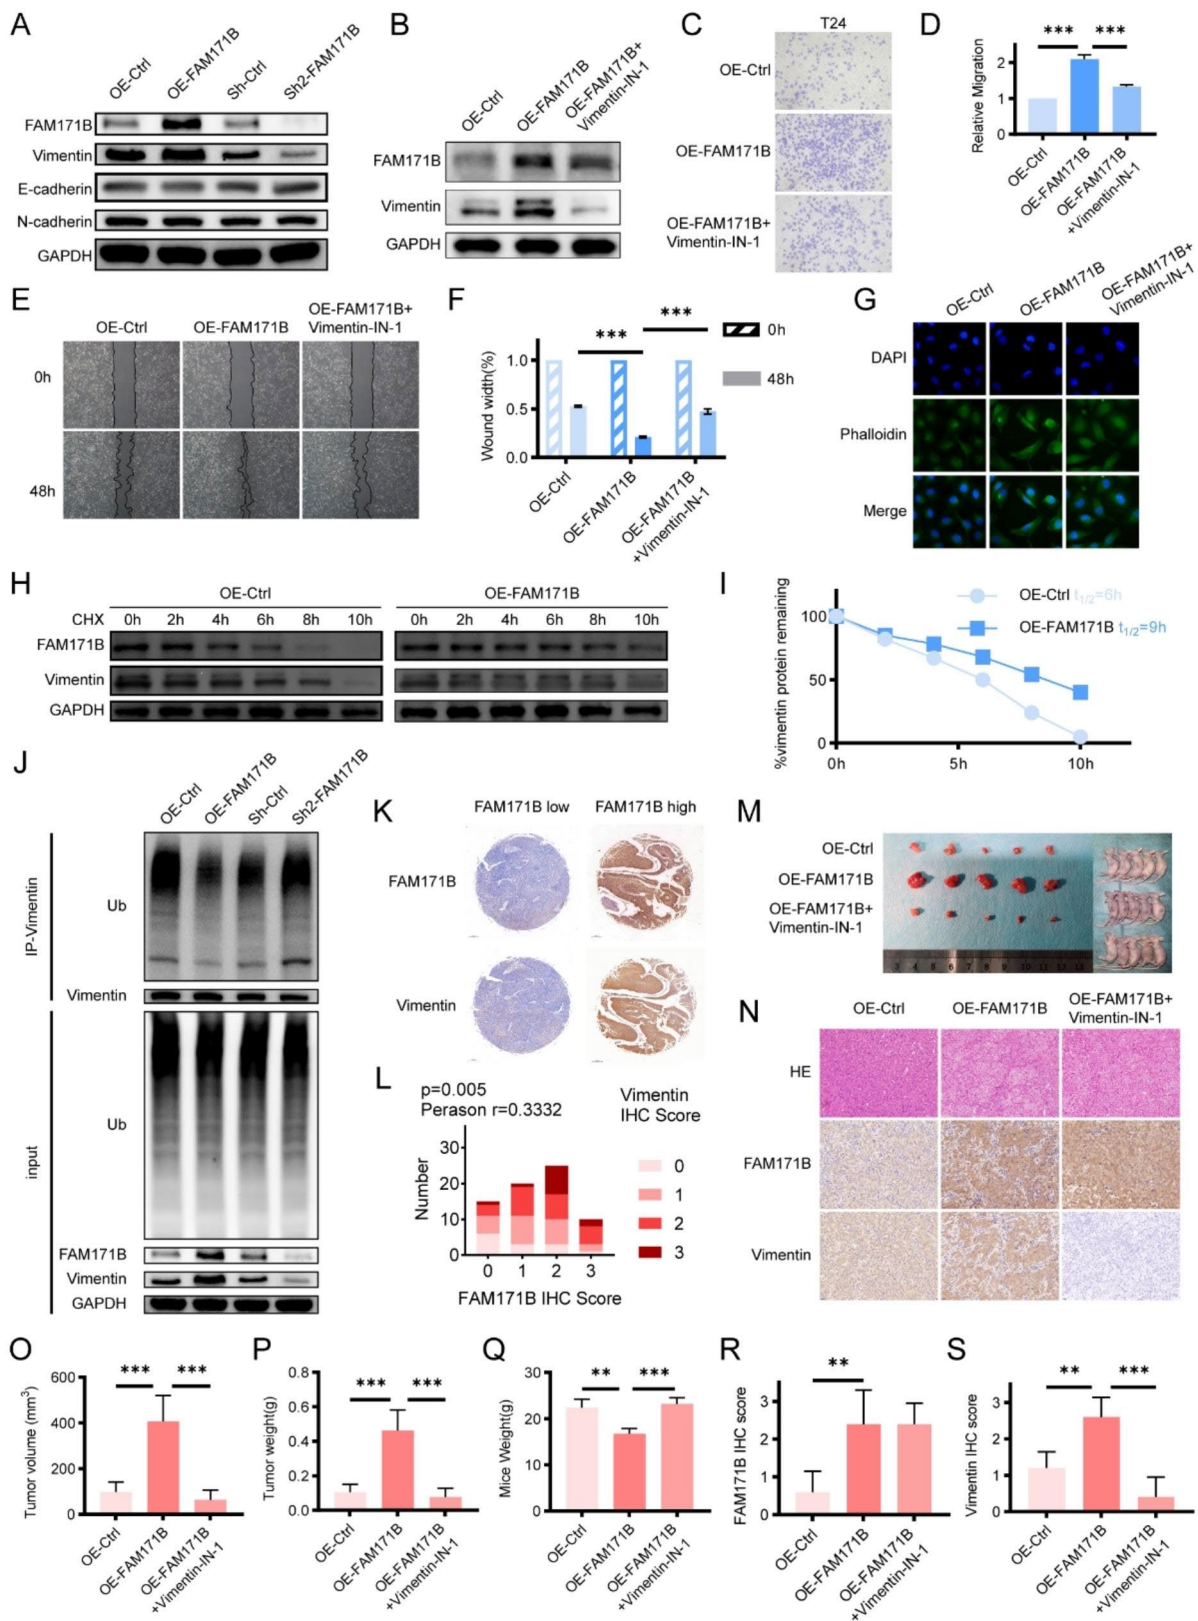 A
OE-Ctrl
OE-FAM171B
Sh-Ctrl
Sh2-FAM171B
FAM171B
Vimentin
E-cadherin
N-cadherin
GAPDH
B
OE-Ctrl
OE-FAM171B
OE-FAM171B+
Vimentin-IN-1
FAM171B
Vimentin
GAPDH
C
T24
OE-Ctrl
OE-FAM171B
OE-FAM171B+
Vimentin-IN-1
D
Relative Migration
2
1
0
*** ***
OE-Ctrl
OE-FAM171B
OE-FAM171B
+Vimentin-IN-1
E
OE-Ctrl
OE-FAM171B
OE-FAM171B+
Vimentin-IN-1
0h
48h
F
Wound width(%)
1.0
0.5
0.0
*** ***
0h
48h
OE-Ctrl
OE-FAM171B
OE-FAM171B
+Vimentin-IN-1
G
OE-Ctrl
OE-FAM171B
OE-FAM171B+
Vimentin-IN-1
DAPI
Phalloidin
Merge
H
OE-Ctrl OE-FAM171B
CHX 0h 2h 4h 6h 8h 10h 0h 2h 4h 6h 8h 10h
FAM171B
Vimentin
GAPDH
I
%vimentin protein remaining
100
50
0
0h 5h 10h
OE-Ctrl t1/2=6h
OE-FAM171B t1/2=9h
J
OE-Ctrl
OE-FAM171B
Sh-Ctrl
Sh2-FAM171B
IP-Vimentin
Ub
Vimentin
input
Ub
FAM171B
Vimentin
GAPDH
K
FAM171B low FAM171B high
FAM171B
Vimentin
L
p=0.005
Perason r=0.3332
Vimentin
IHC Score
0
1
2
3
Number
30
20
10
0
0 1 2 3
FAM171B IHC Score
M
OE-Ctrl
OE-FAM171B
OE-FAM171B+
Vimentin-IN-1
3 4 5 6 7 8 9 10 11 12 13
N
OE-Ctrl
OE-FAM171B
OE-FAM171B+
Vimentin-IN-1
HE
FAM171B
Vimentin
O
Tumor volume (mm3)
600
400
200
0
*** ***
OE-Ctrl
OE-FAM171B
OE-FAM171B
+Vimentin-IN-1
P
Tumor weight(g)
0.8
0.6
0.4
0.2
0.0
*** ***
OE-Ctrl
OE-FAM171B
OE-FAM171B
+Vimentin-IN-1
Q
Mice Weight(g)
30
20
10
0
** ***
OE-Ctrl
OE-FAM171B
OE-FAM171B
+Vimentin-IN-1
R
FAM171B IHC score
3
2
1
0
**
OE-Ctrl
OE-FAM171B
OE-FAM171B
+Vimentin-IN-1
S
Vimentin IHC score
3
2
1
0
** ***
OE-Ctrl
OE-FAM171B
OE-FAM171B
+Vimentin-IN-1